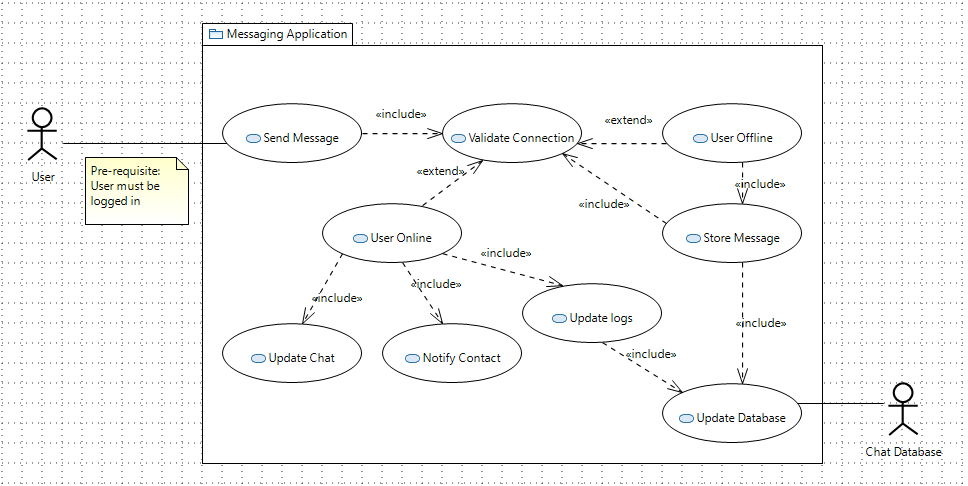 Messaging Application
«include»
«extend»
Send Message
Validate Connection
User Offline
User
Pre-requisite:
User must be
logged in
«extend»
«include»
«include»
User Online
Store Message
«include»
«include»
«include»
Update logs
«include»
Update Chat
Notify Contact
«include»
Update Database
Chat Database